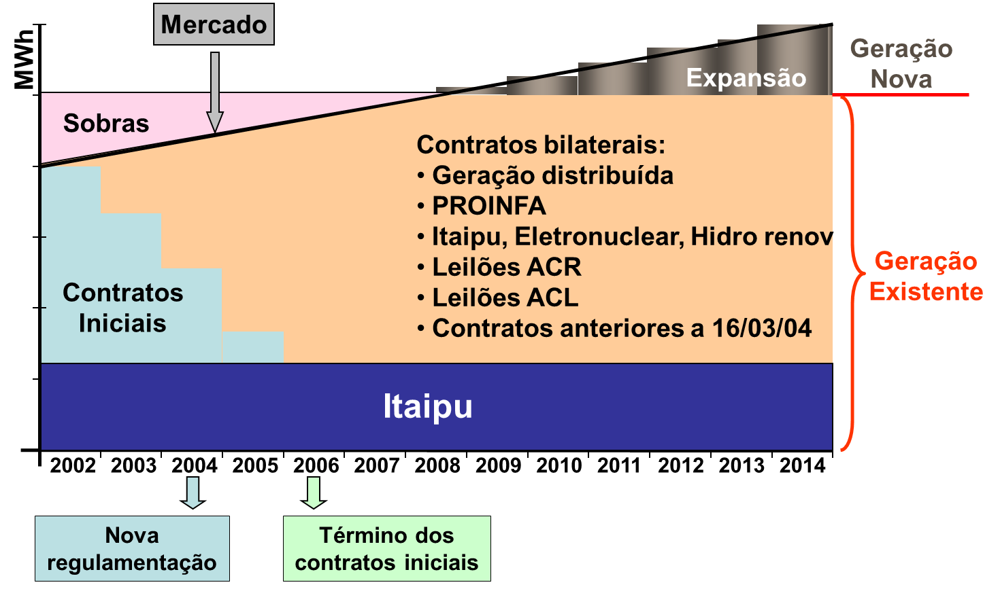 Mercado
MWh
Geração
Nova
Expansão
Sobras
Contratos bilaterais:
• Geração distribuída
• PROINFA
• Itaipu, Eletronuclear, Hidro renov
• Leilões ACR
• Leilões ACL
• Contratos anteriores a 16/03/04
Geração
Existente
Contratos
Iniciais
Itaipu
2002 2003 2004 2005 2006 2007 2008 2009 2010 2011 2012 2013 2014
Nova
regulamentação
Término dos
contratos iniciais